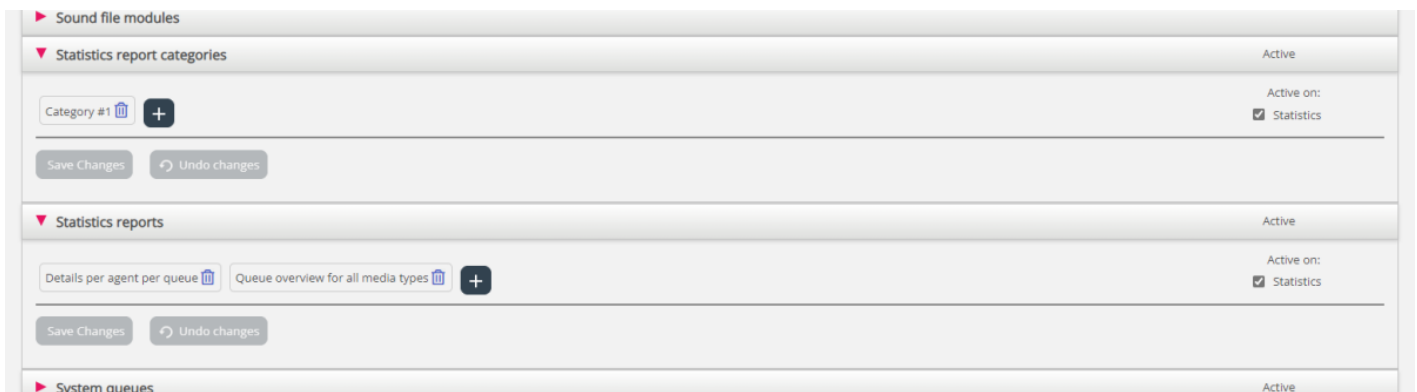 Sound file modules
Statistics report categories Active
Active on:
Category #1
Statistics
Save Changes Undo changes
Statistics reports Active
Active on:
Details per agent per queue Queue overview for all media types
Statistics
Save Changes Undo changes
System queues Active